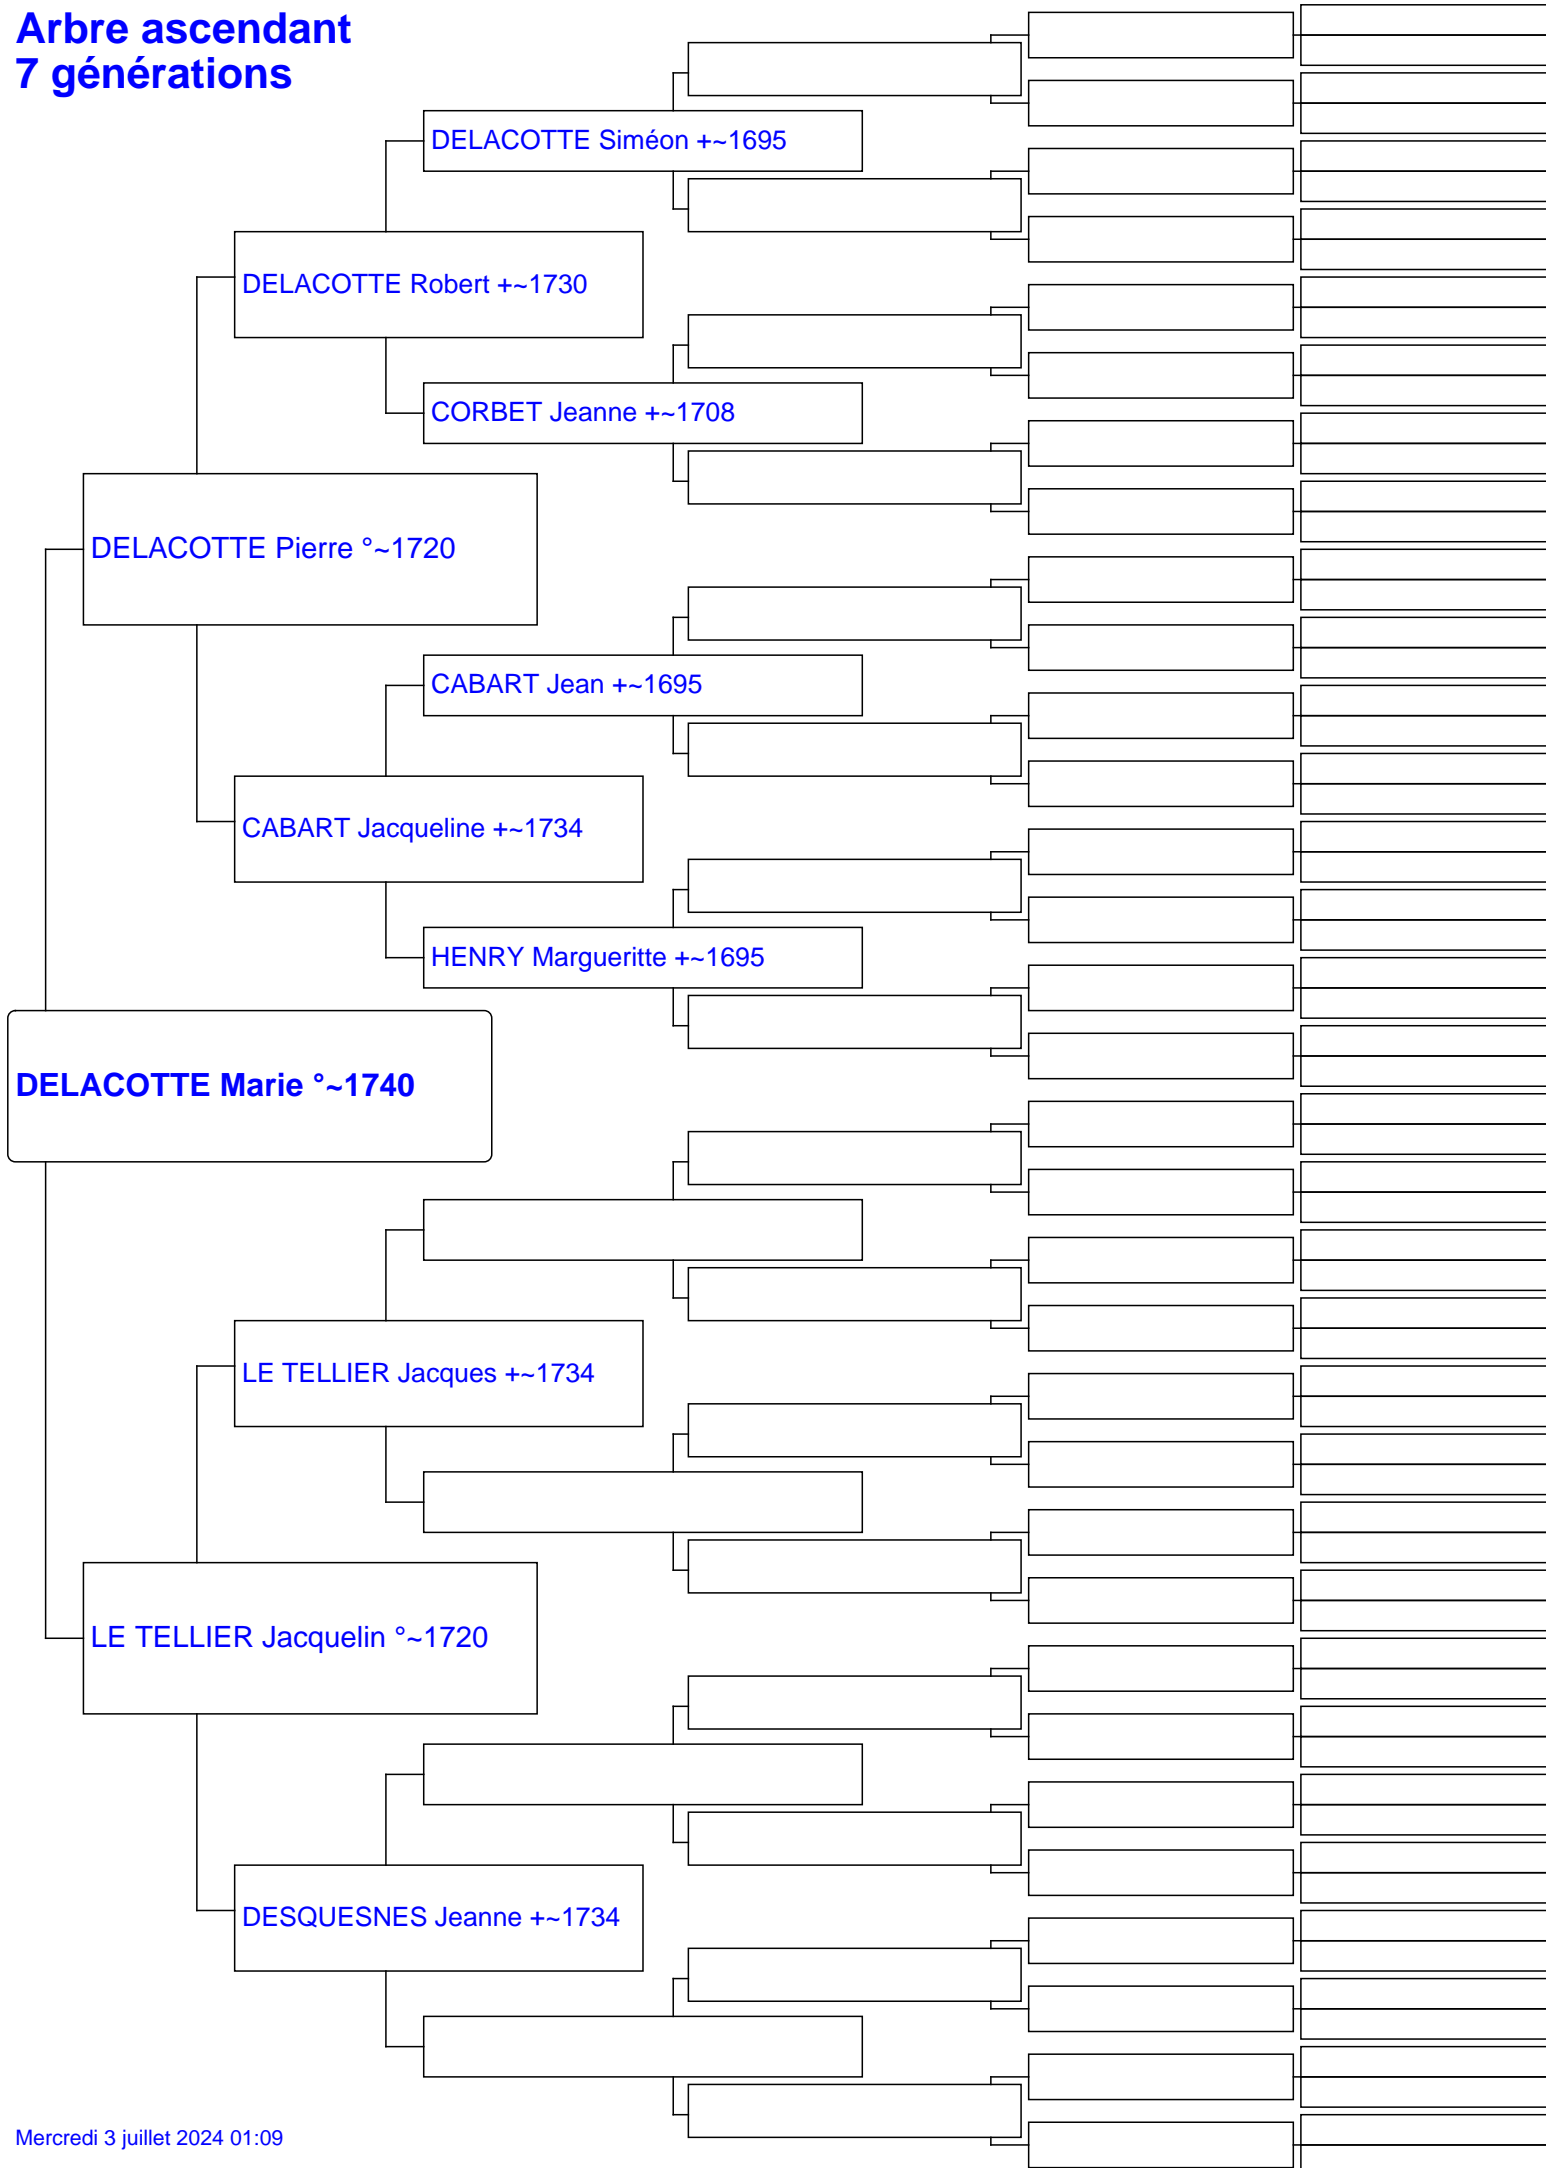 Arbre ascendant
7 générations
DELACOTTE Siméon +~1695
DELACOTTE Robert +~1730
CORBET Jeanne +~1708
DELACOTTE Pierre °~1720
CABART Jean +~1695
CABART Jacqueline +~1734
HENRY Margueritte +~1695
DELACOTTE Marie °~1740
LE TELLIER Jacques +~1734
LE TELLIER Jacquelin °~1720
DESQUESNES Jeanne +~1734
Mercredi 3 juillet 2024 01:09